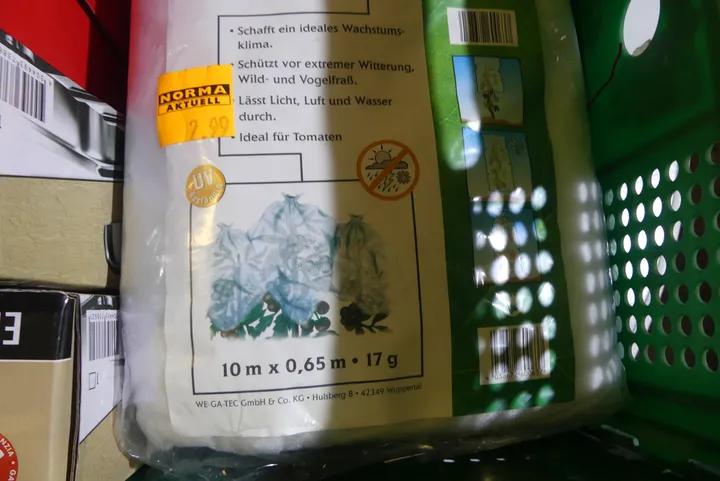 • Schafft ein ideales Wachstums-
klima.
• Schützt vor extremer Witterung,
Wild- und Vogelfraß.
• Lässt Licht, Luft und Wasser
durch.
• Ideal für Tomaten
NORMA
AKTUELL
2.99
UV
10 m x 0,65 m • 17 g
WE·GA·TEC GmbH & Co. KG • Hulsberg 8 • 42349 Wuppertal